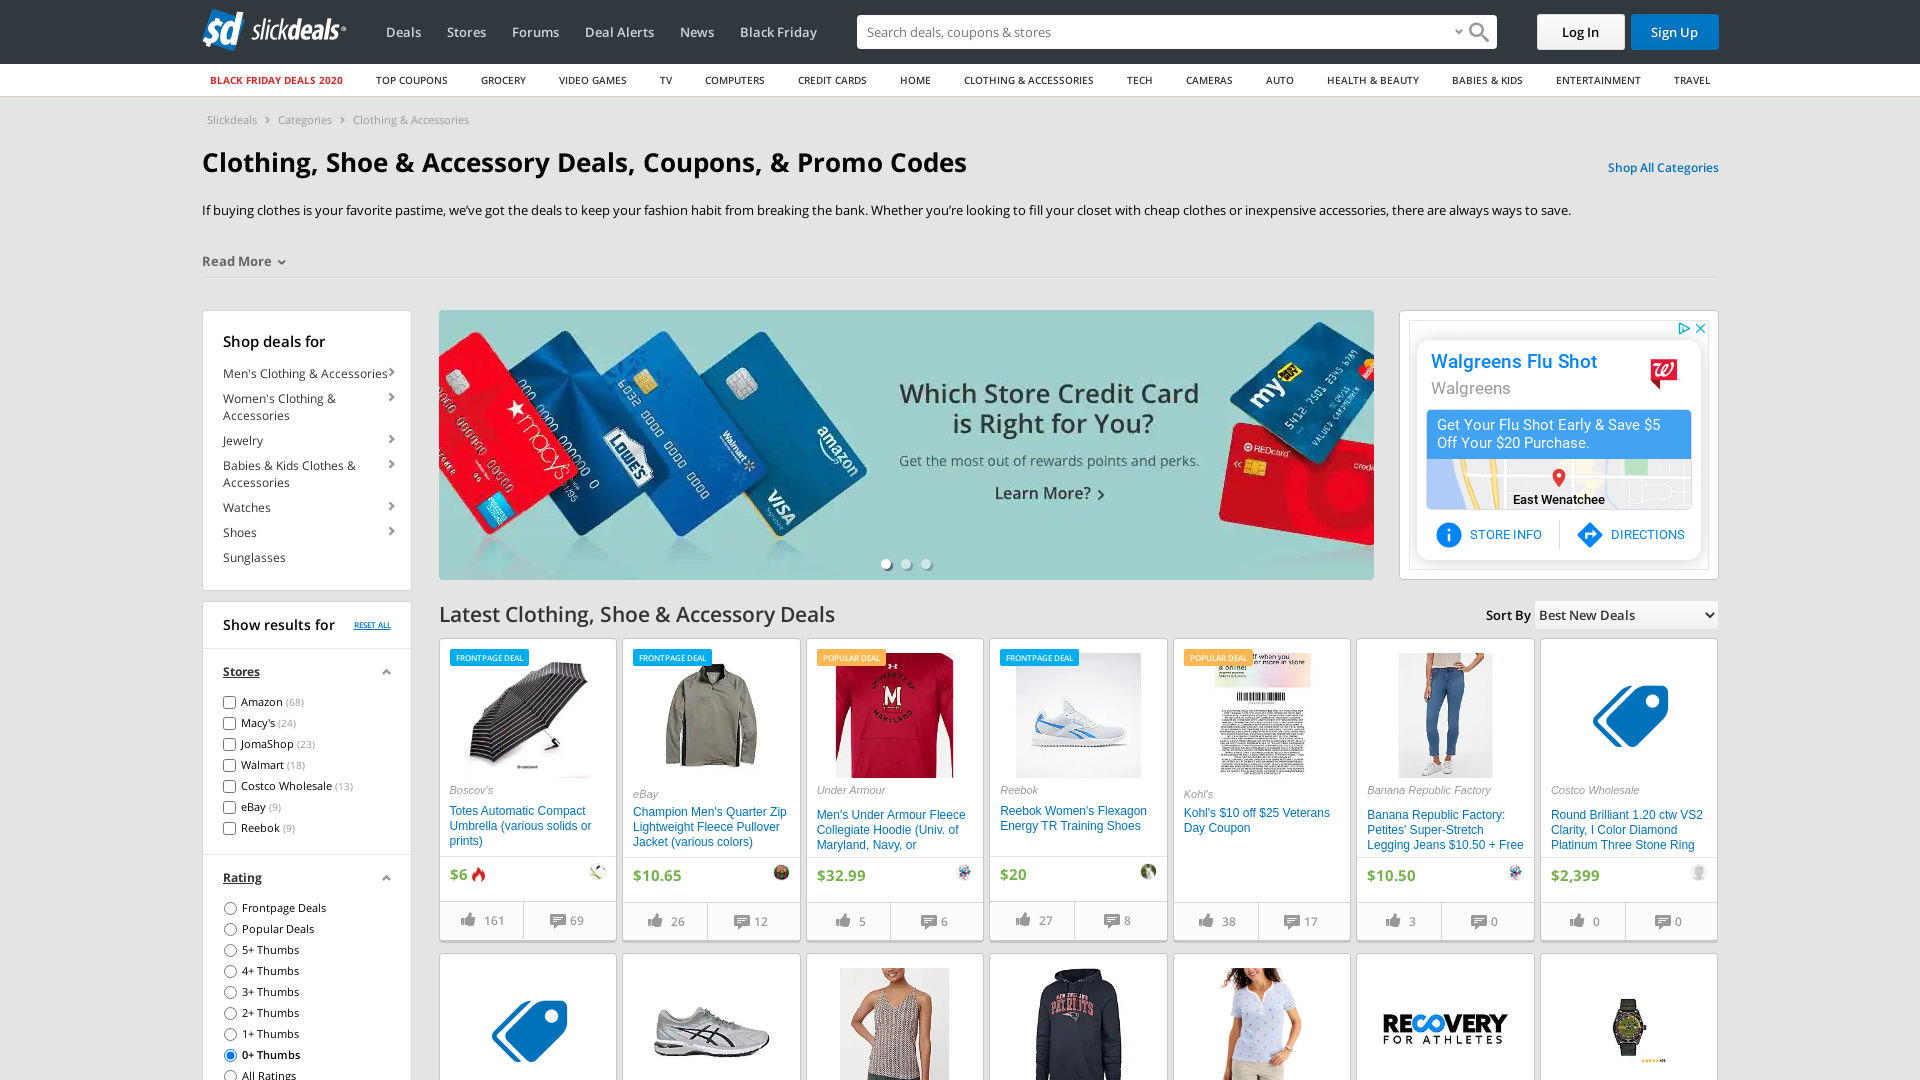 sd slickdeals
Deals
Stores
Forums
Deal Alerts
News
Black Friday
Search deals, coupons & stores
Log In
Sign Up
BLACK FRIDAY DEALS 2020
TOP COUPONS
GROCERY
VIDEO GAMES
TV
COMPUTERS
CREDIT CARDS
HOME
CLOTHING & ACCESSORIES
TECH
CAMERAS
AUTO
HEALTH & BEAUTY
BABIES & KIDS
ENTERTAINMENT
TRAVEL
Slickdeals
Categories
Clothing & Accessories
Clothing, Shoe & Accessory Deals, Coupons, & Promo Codes
Shop All Categories
If buying clothes is your favorite pastime, we’ve got the deals to keep your fashion habit from breaking the bank. Whether you’re looking to fill your closet with cheap clothes or inexpensive accessories, there are always ways to save.
Read More
Shop deals for
Men's Clothing & Accessories
Women's Clothing &
Accessories
Jewelry
Babies & Kids Clothes &
Accessories
Watches
Shoes
Sunglasses
macy's
LOWE'S
Walmart
amazon
VISA
Which Store Credit Card
is Right for You?
Get the most out of rewards points and perks.
Learn More?
my BEST BUY
REDcard
Walgreens Flu Shot
Walgreens
Get Your Flu Shot Early & Save $5
Off Your $20 Purchase.
East Wenatchee
STORE INFO
DIRECTIONS
Show results for
RESET ALL
Stores
Amazon (68)
Macy's (24)
JomaShop (23)
Walmart (18)
Costco Wholesale (13)
eBay (9)
Reebok (9)
Rating
Frontpage Deals
Popular Deals
5+ Thumbs
4+ Thumbs
3+ Thumbs
2+ Thumbs
1+ Thumbs
0+ Thumbs
All Ratings
Latest Clothing, Shoe & Accessory Deals
Sort By
Best New Deals
FRONTPAGE DEAL
Boscov's
Totes Automatic Compact
Umbrella (various solids or
prints)
$6
161
69
FRONTPAGE DEAL
eBay
Champion Men's Quarter Zip
Lightweight Fleece Pullover
Jacket (various colors)
$10.65
26
12
POPULAR DEAL
UNIVERSITY OF
M
MARYLAND
Under Armour
Men's Under Armour Fleece
Collegiate Hoodie (Univ. of
Maryland, Navy, or
$32.99
5
6
FRONTPAGE DEAL
Reebok
Reebok Women's Flexagon
Energy TR Training Shoes
$20
27
8
POPULAR DEAL
Kohl's
Kohl's $10 off $25 Veterans
Day Coupon
38
17
Banana Republic Factory
Banana Republic Factory:
Petites' Super-Stretch
Legging Jeans $10.50 + Free
$10.50
3
0
Costco Wholesale
Round Brilliant 1.20 ctw VS2
Clarity, I Color Diamond
Platinum Three Stone Ring
$2,399
0
0
NEW ENGLAND
PATRIOTS
RECOVERY
FOR ATHLETES